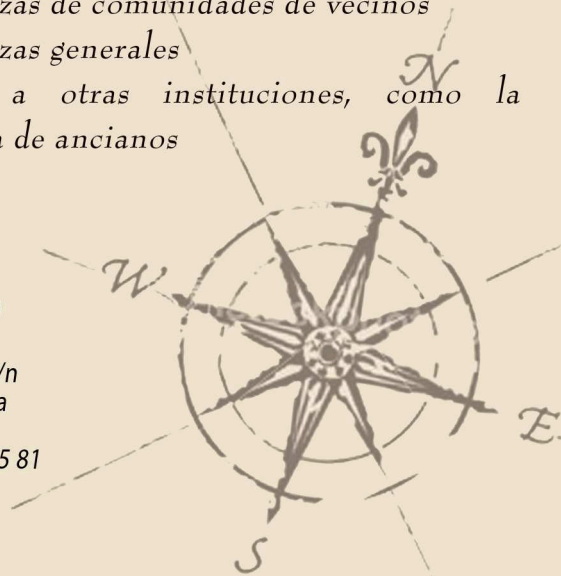 zas de comunidades de vecinos
zas generales
a otras instituciones, como la
a de ancianos
N
W
/n
a
E
5 81
S